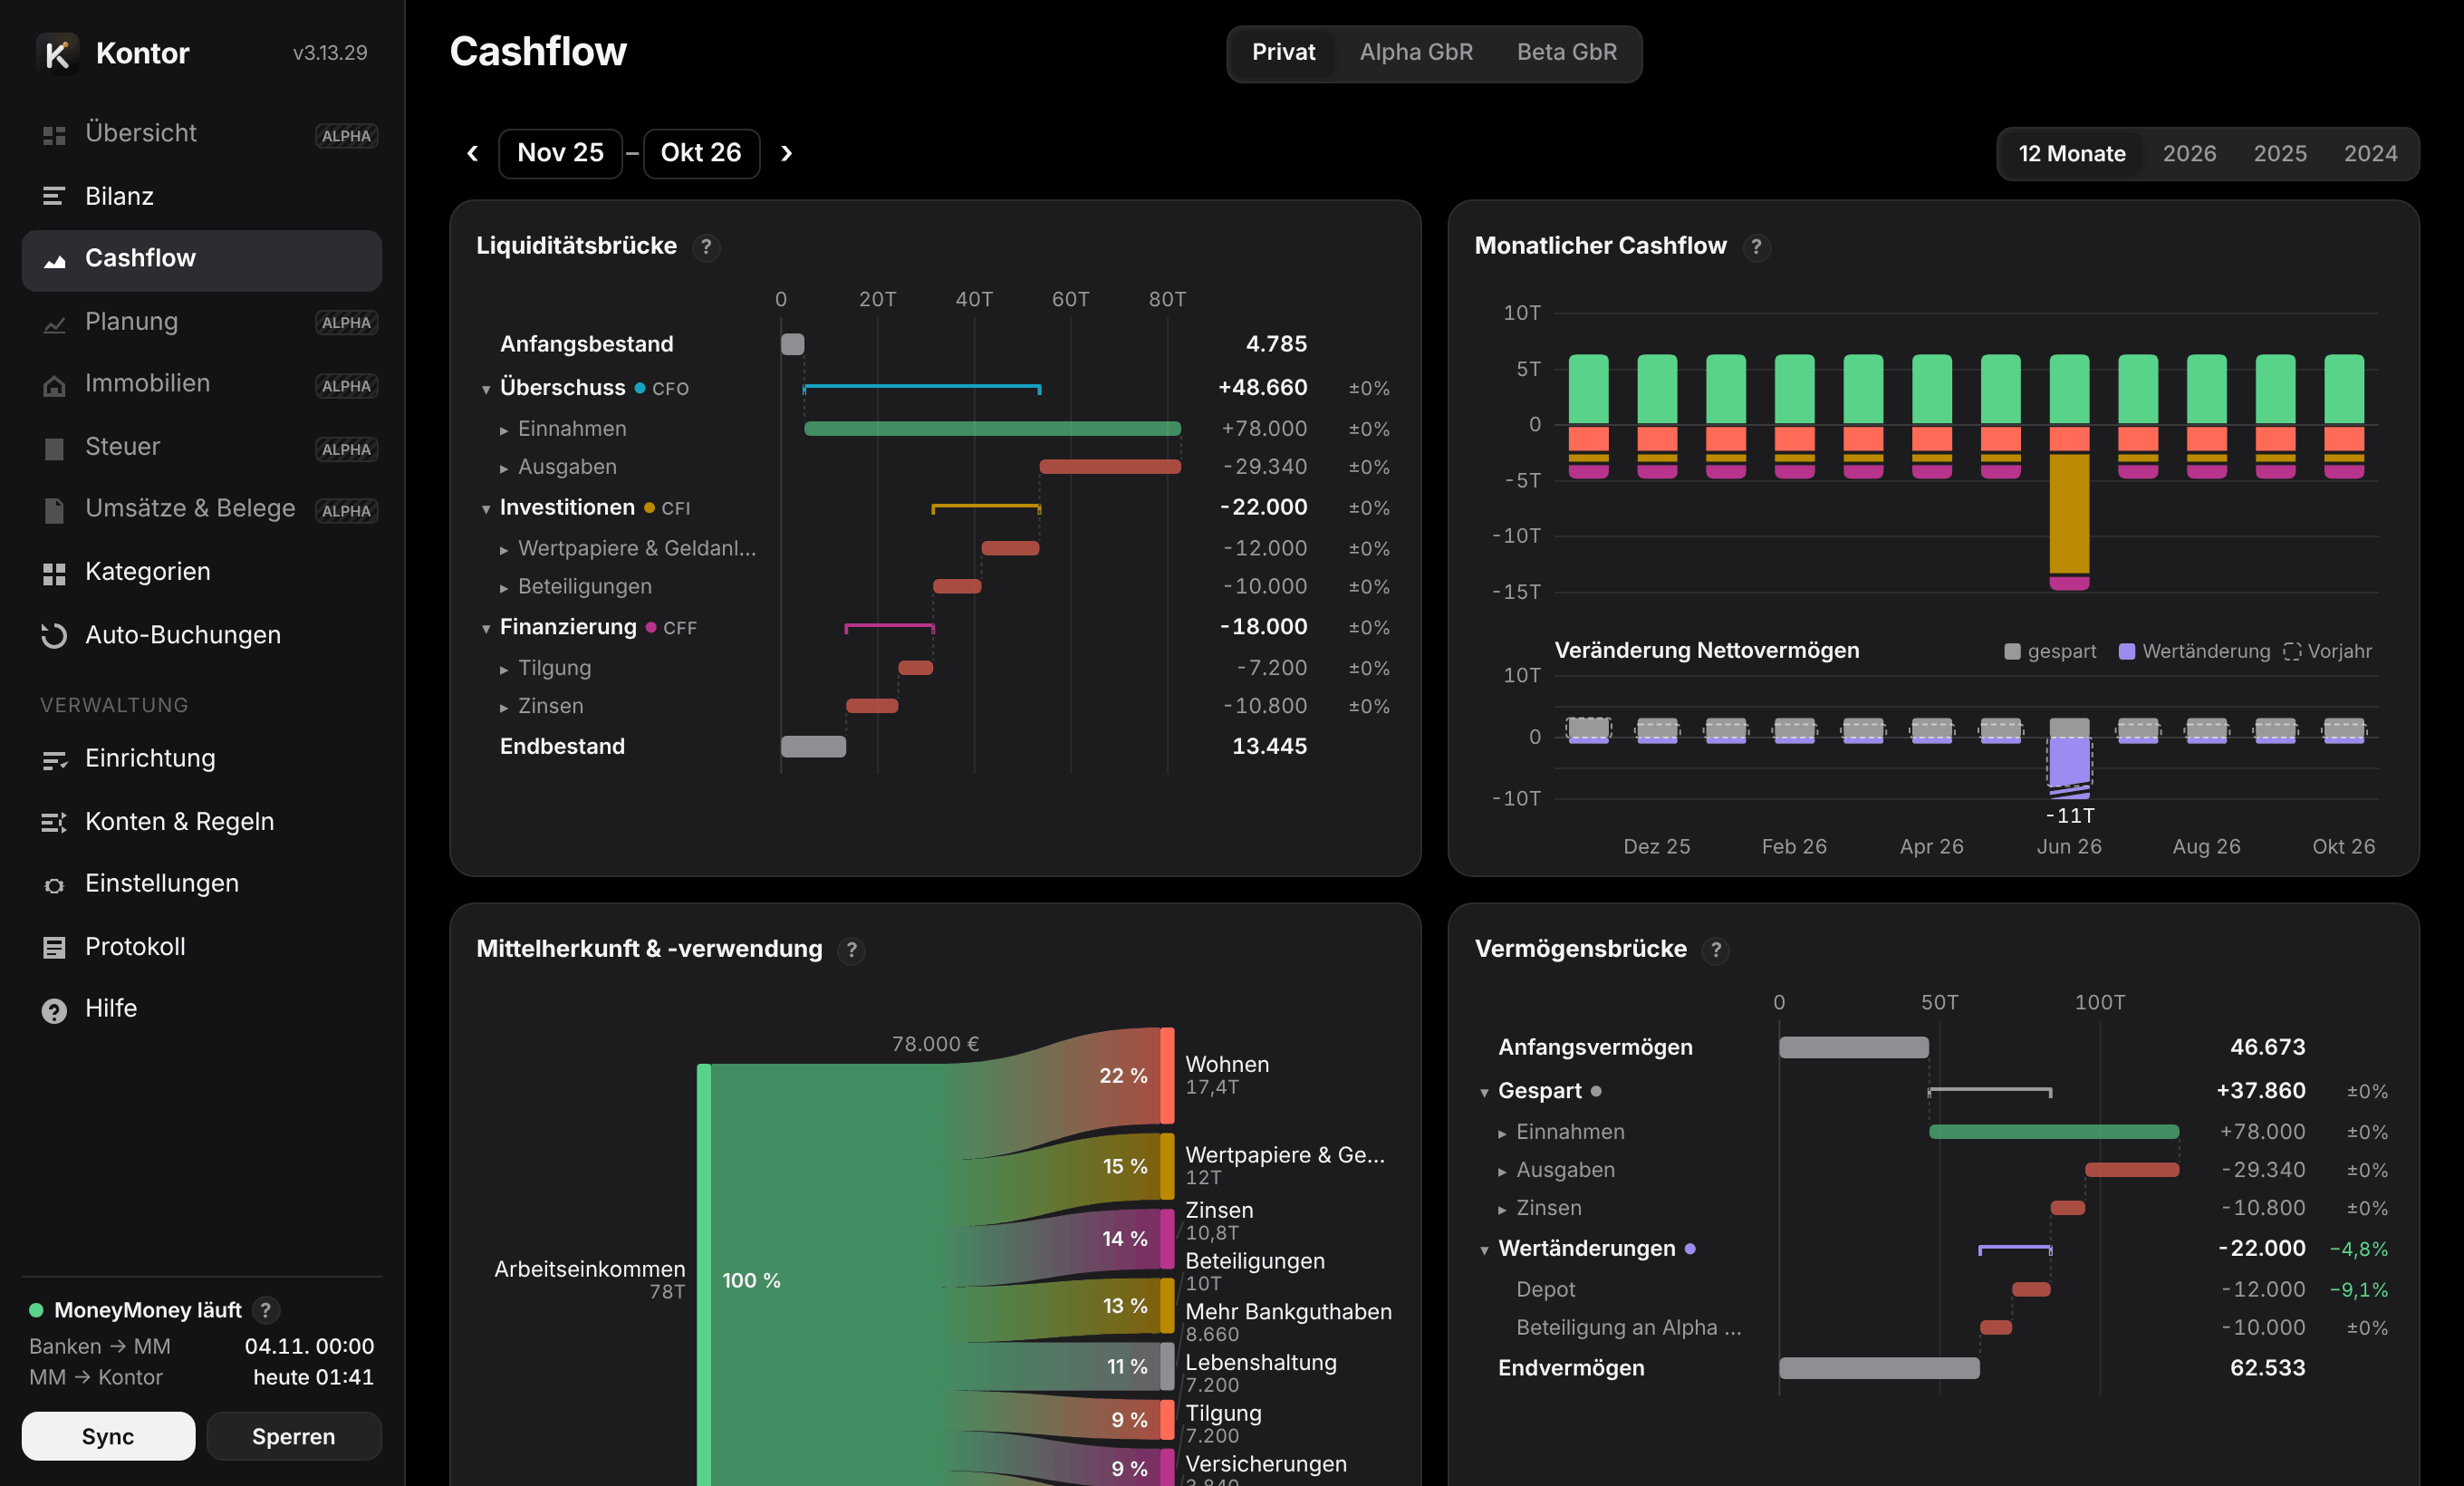 Kontor
v3.13.29
Übersicht ALPHA
Bilanz
Cashflow
Planung ALPHA
Immobilien ALPHA
Steuer ALPHA
Umsätze & Belege ALPHA
Kategorien
Auto-Buchungen
VERWALTUNG
Einrichtung
Konten & Regeln
Einstellungen
Protokoll
Hilfe
MoneyMoney läuft ?
Banken → MM 04.11. 00:00
MM → Kontor heute 01:41
Sync Sperren
Cashflow
Privat Alpha GbR Beta GbR
‹ Nov 25 – Okt 26 ›
12 Monate 2026 2025 2024
Liquiditätsbrücke ?
0 20T 40T 60T 80T
Anfangsbestand 4.785
▾ Überschuss CFO +48.660 ±0%
▸ Einnahmen +78.000 ±0%
▸ Ausgaben -29.340 ±0%
▾ Investitionen CFI -22.000 ±0%
▸ Wertpapiere & Geldanl... -12.000 ±0%
▸ Beteiligungen -10.000 ±0%
▾ Finanzierung CFF -18.000 ±0%
▸ Tilgung -7.200 ±0%
▸ Zinsen -10.800 ±0%
Endbestand 13.445
Monatlicher Cashflow ?
10T
5T
0
-5T
-10T
-15T
Veränderung Nettovermögen gespart Wertänderung Vorjahr
10T
0
-10T
-11T
Dez 25 Feb 26 Apr 26 Jun 26 Aug 26 Okt 26
Mittelherkunft & -verwendung ?
78.000 €
Arbeitseinkommen
78T
100 %
22 % Wohnen
17,4T
15 % Wertpapiere & Ge...
12T
14 % Zinsen
10,8T
13 % Beteiligungen
10T
11 % Mehr Bankguthaben
8.660
9 % Lebenshaltung
7.200
9 % Tilgung
7.200
Versicherungen
3.840
Vermögensbrücke ?
0 50T 100T
Anfangsvermögen 46.673
▾ Gespart +37.860 ±0%
▸ Einnahmen +78.000 ±0%
▸ Ausgaben -29.340 ±0%
▸ Zinsen -10.800 ±0%
▾ Wertänderungen -22.000 −4,8%
Depot -12.000 −9,1%
Beteiligung an Alpha ... -10.000 ±0%
Endvermögen 62.533